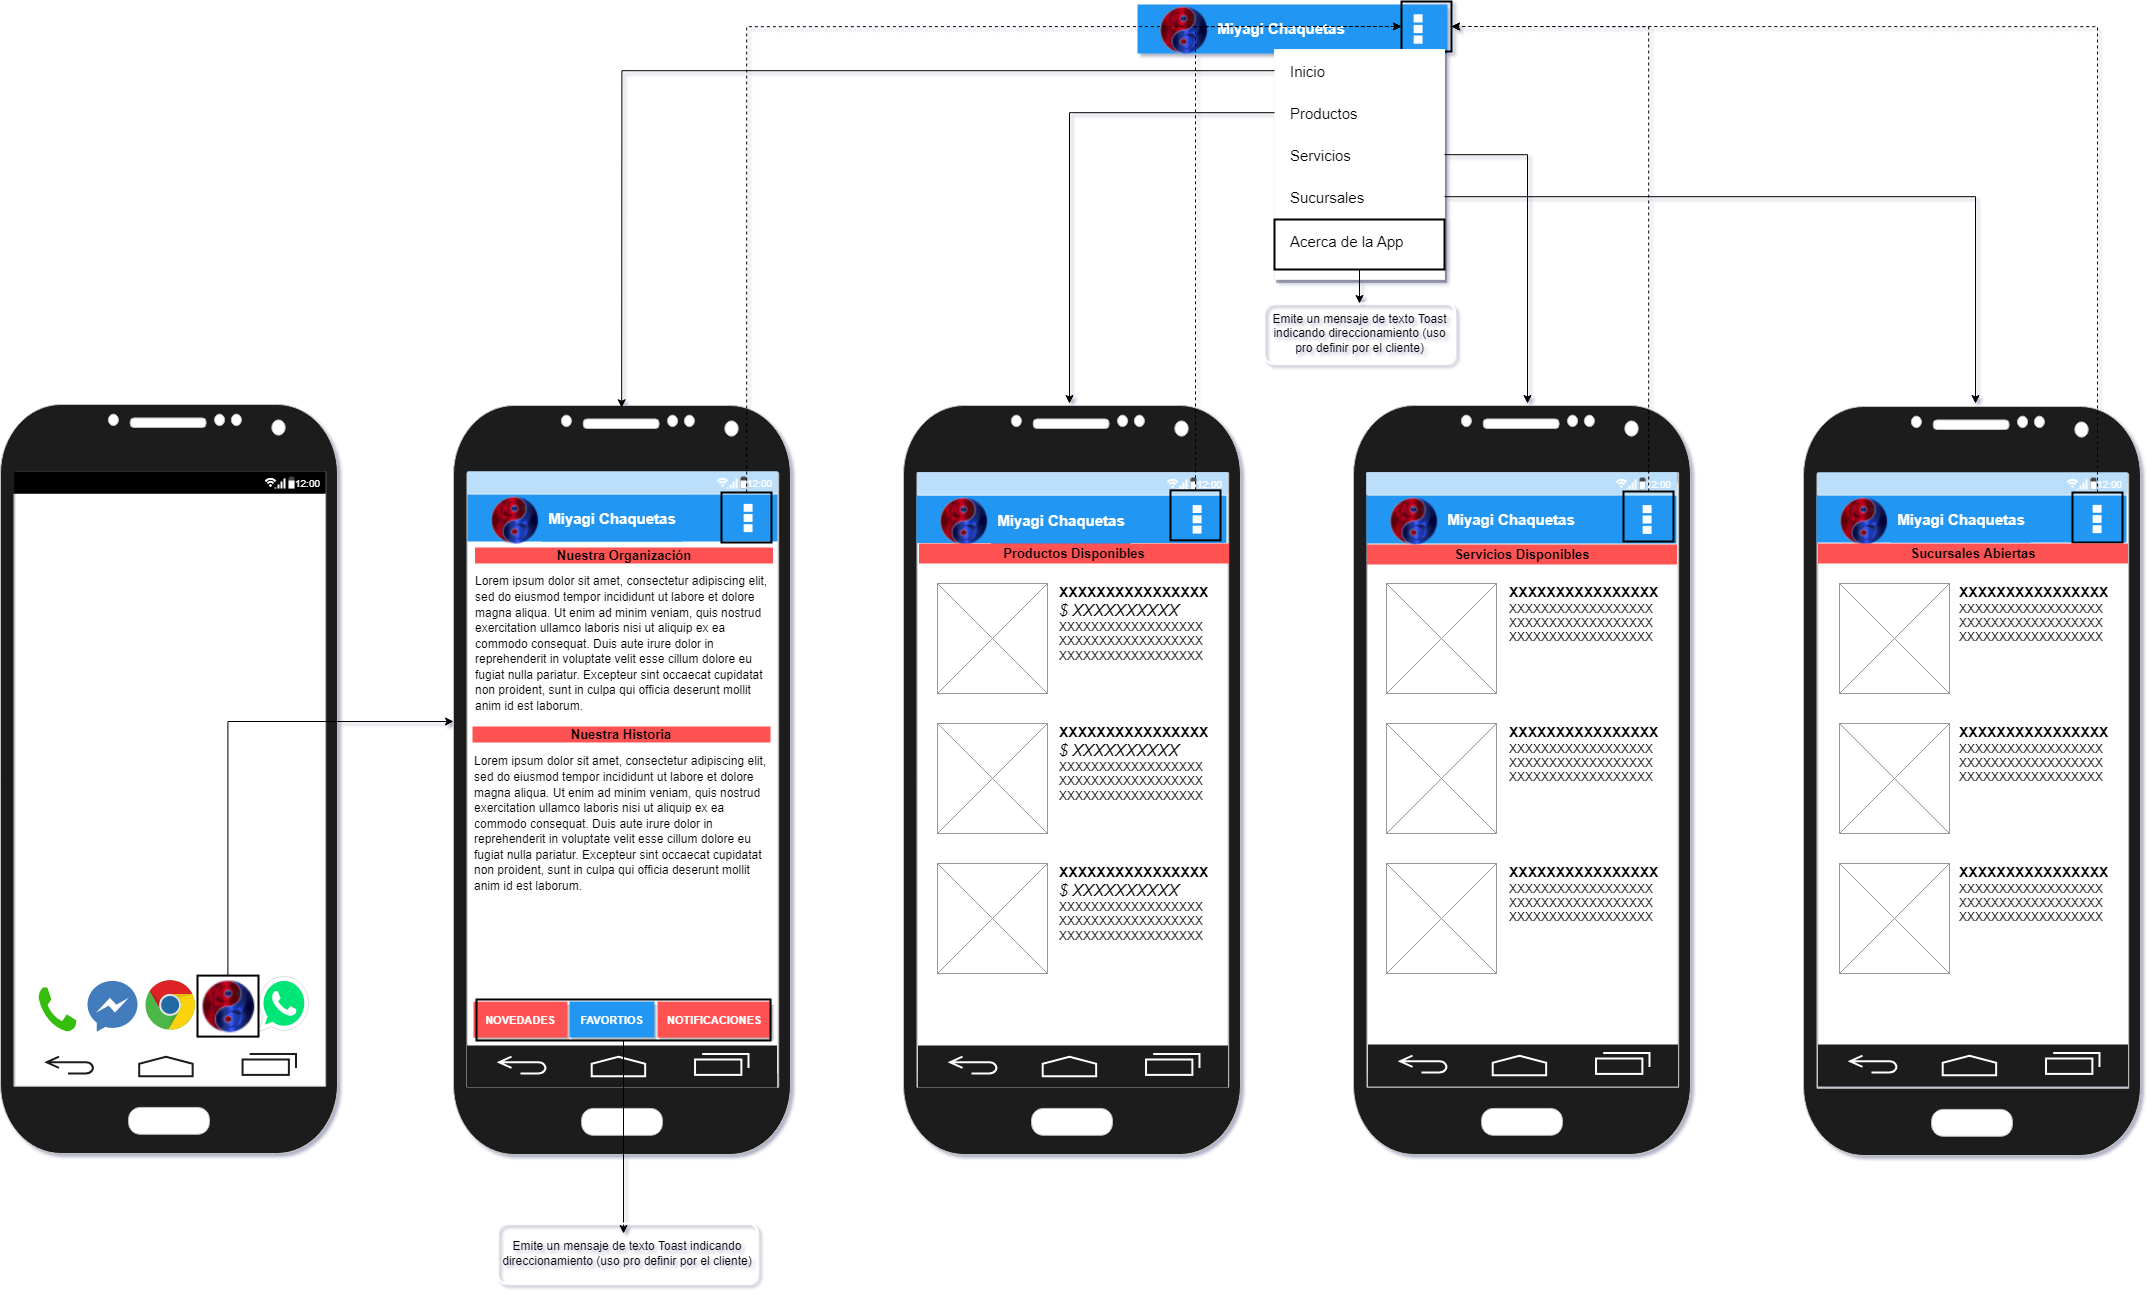 Miyagi Chaquetas
Inicio
Productos
Servicios
Sucursales
Acerca de la App
Emite un mensaje de texto Toast
indicando direccionamiento (uso
pro definir por el cliente)
12:00
12:00
Miyagi Chaquetas
Nuestra Organización
Lorem ipsum dolor sit amet, consectetur adipiscing elit,
sed do eiusmod tempor incididunt ut labore et dolore
magna aliqua. Ut enim ad minim veniam, quis nostrud
exercitation ullamco laboris nisi ut aliquip ex ea
commodo consequat. Duis aute irure dolor in
reprehenderit in voluptate velit esse cillum dolore eu
fugiat nulla pariatur. Excepteur sint occaecat cupidatat
non proident, sunt in culpa qui officia deserunt mollit
anim id est laborum.
Nuestra Historia
Lorem ipsum dolor sit amet, consectetur adipiscing elit,
sed do eiusmod tempor incididunt ut labore et dolore
magna aliqua. Ut enim ad minim veniam, quis nostrud
exercitation ullamco laboris nisi ut aliquip ex ea
commodo consequat. Duis aute irure dolor in
reprehenderit in voluptate velit esse cillum dolore eu
fugiat nulla pariatur. Excepteur sint occaecat cupidatat
non proident, sunt in culpa qui officia deserunt mollit
anim id est laborum.
NOVEDADES FAVORTIOS NOTIFICACIONES
Emite un mensaje de texto Toast indicando
direccionamiento (uso pro definir por el cliente)
12:00
Miyagi Chaquetas
Productos Disponibles
XXXXXXXXXXXXXXXX
$ XXXXXXXXXX
XXXXXXXXXXXXXXXXXX
XXXXXXXXXXXXXXXXXX
XXXXXXXXXXXXXXXXXX
XXXXXXXXXXXXXXXX
$ XXXXXXXXXX
XXXXXXXXXXXXXXXXXX
XXXXXXXXXXXXXXXXXX
XXXXXXXXXXXXXXXXXX
XXXXXXXXXXXXXXXX
$ XXXXXXXXXX
XXXXXXXXXXXXXXXXXX
XXXXXXXXXXXXXXXXXX
XXXXXXXXXXXXXXXXXX
12:00
Miyagi Chaquetas
Servicios Disponibles
XXXXXXXXXXXXXXXX
XXXXXXXXXXXXXXXXXX
XXXXXXXXXXXXXXXXXX
XXXXXXXXXXXXXXXXXX
XXXXXXXXXXXXXXXX
XXXXXXXXXXXXXXXXXX
XXXXXXXXXXXXXXXXXX
XXXXXXXXXXXXXXXXXX
XXXXXXXXXXXXXXXX
XXXXXXXXXXXXXXXXXX
XXXXXXXXXXXXXXXXXX
XXXXXXXXXXXXXXXXXX
12:00
Miyagi Chaquetas
Sucursales Abiertas
XXXXXXXXXXXXXXXX
XXXXXXXXXXXXXXXXXX
XXXXXXXXXXXXXXXXXX
XXXXXXXXXXXXXXXXXX
XXXXXXXXXXXXXXXX
XXXXXXXXXXXXXXXXXX
XXXXXXXXXXXXXXXXXX
XXXXXXXXXXXXXXXXXX
XXXXXXXXXXXXXXXX
XXXXXXXXXXXXXXXXXX
XXXXXXXXXXXXXXXXXX
XXXXXXXXXXXXXXXXXX